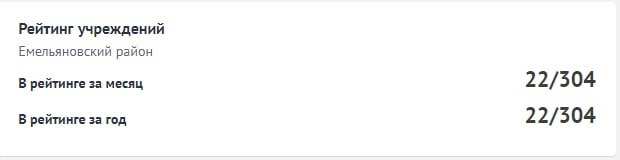 Рейтинг учреждений
Емельяновский район
В рейтинге за месяц 22/304
В рейтинге за год 22/304